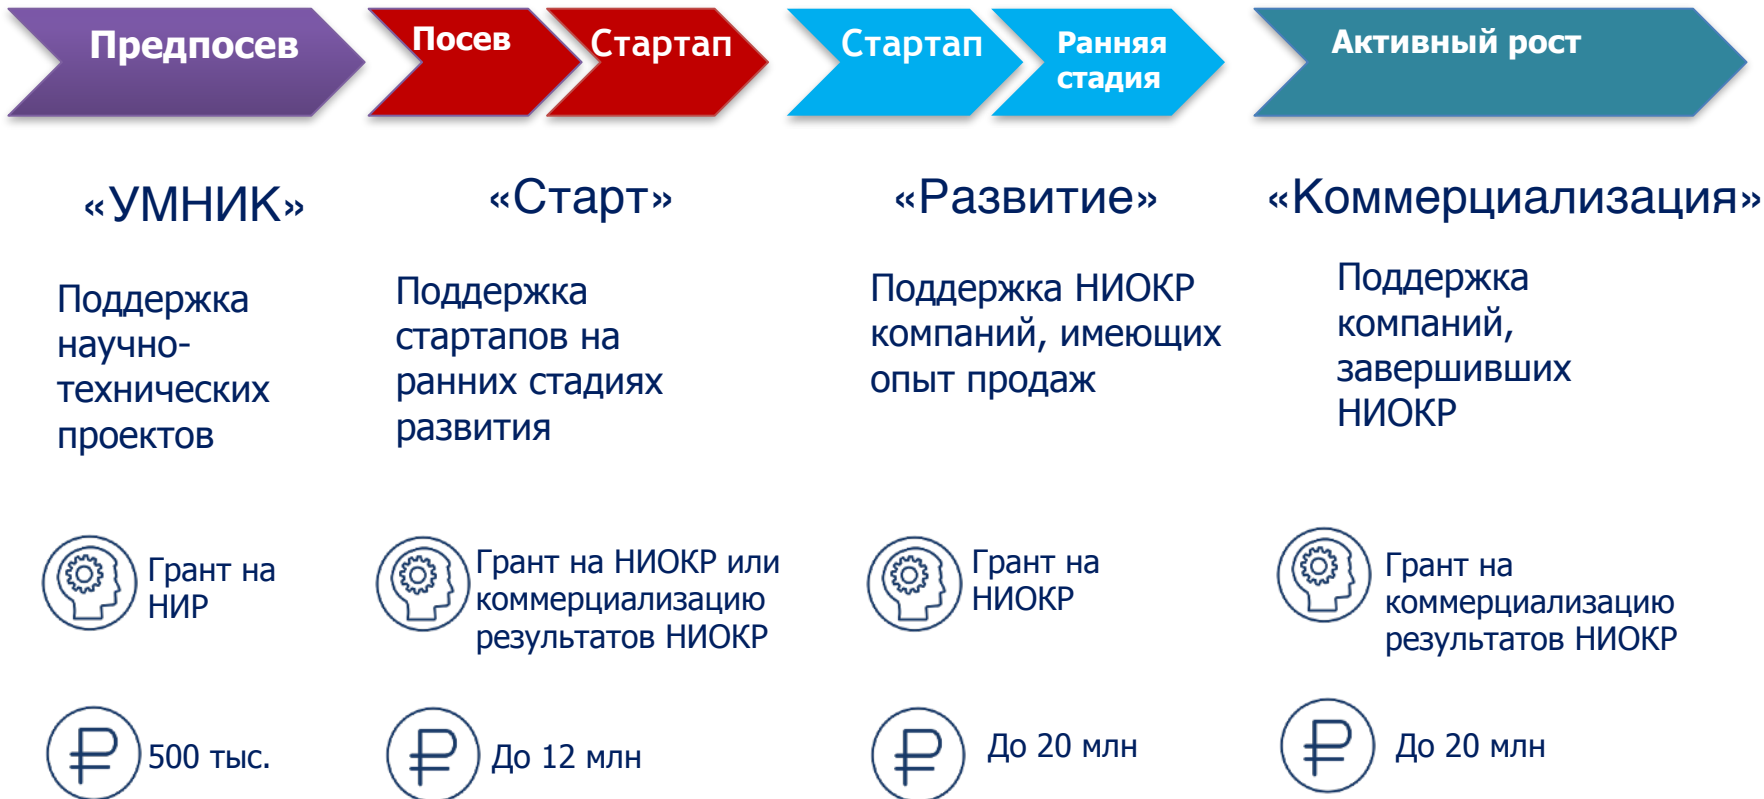 Предпосев
Посев
Стартап
Стартап
Ранняя
стадия
Активный рост
«УМНИК»
«Старт»
«Развитие»
«Коммерциализация»
Поддержка
научно-
технических
проектов
Поддержка
стартапов на
ранних стадиях
развития
Поддержка НИОКР
компаний, имеющих
опыт продаж
Поддержка
компаний,
завершивших
НИОКР
Грант на
НИР
Грант на НИОКР или
коммерциализацию
результатов НИОКР
Грант на
НИОКР
Грант на
коммерциализацию
результатов НИОКР
₽ 500 тыс.
₽ До 12 млн
₽ До 20 млн
₽ До 20 млн